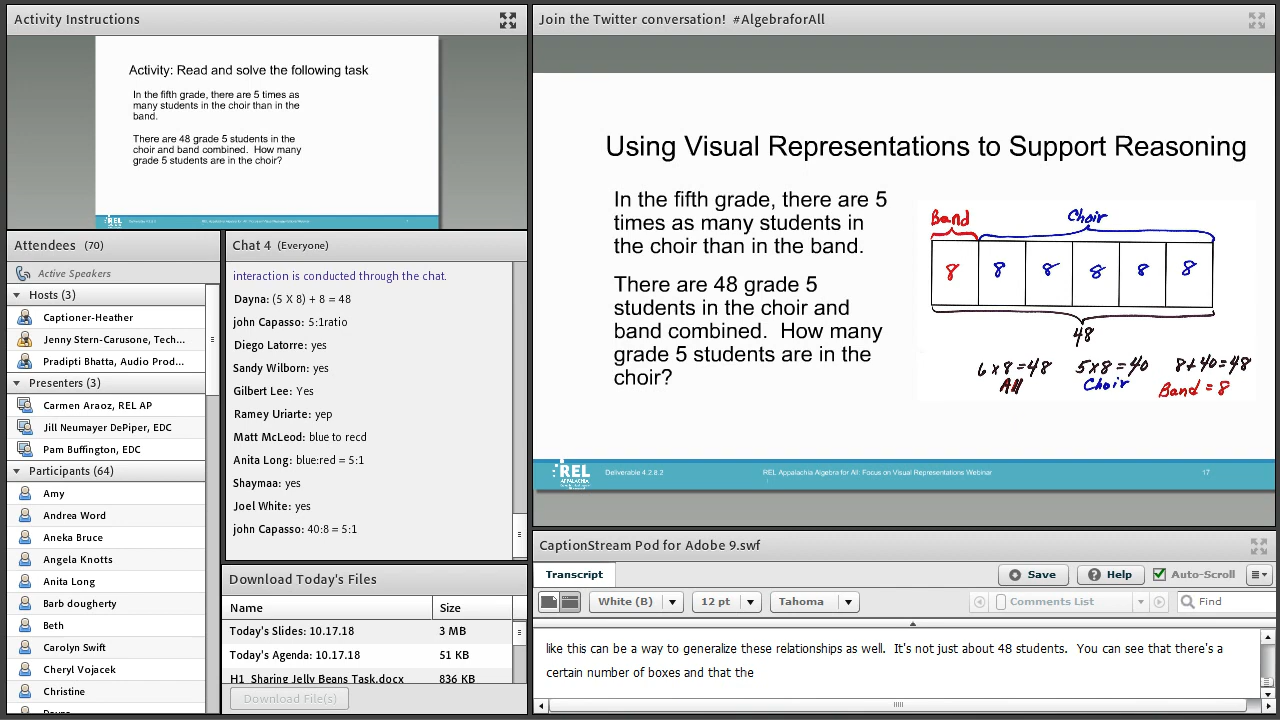 Activity Instructions
Activity: Read and solve the following task
In the fifth grade, there are 5 times as
many students in the choir than in the
band.
There are 48 grade 5 students in the
choir and band combined. How many
grade 5 students are in the choir?
REL
Attendees (70)
Active Speakers
Hosts (3)
Captioner-Heather
Jenny Stern-Carusone, Tech...
Pradipti Bhatta, Audio Prod...
Presenters (3)
Carmen Araoz, REL AP
Jill Neumayer DePiper, EDC
Pam Buffington, EDC
Participants (64)
Amy
Andrea Word
Aneka Bruce
Angela Knotts
Anita Long
Barb dougherty
Beth
Carolyn Swift
Cheryl Vojacek
Christine
Chat 4 (Everyone)
interaction is conducted through the chat.
Dayna: (5 X 8) + 8 = 48
john Capasso: 5:1ratio
Diego Latorre: yes
Sandy Wilborn: yes
Gilbert Lee: Yes
Ramey Uriarte: yep
Matt McLeod: blue to recd
Anita Long: blue:red = 5:1
Shaymaa: yes
Joel White: yes
john Capasso: 40:8 = 5:1
Download Today's Files
Name Size
Today's Slides: 10.17.18 3 MB
Today's Agenda: 10.17.18 51 KB
H1_Sharing Jelly Beans Task.docx 836 KB
Download File(s)
Join the Twitter conversation! #AlgebraforAll
Using Visual Representations to Support Reasoning
In the fifth grade, there are 5
times as many students in
the choir than in the band.
There are 48 grade 5
students in the choir and
band combined. How many
grade 5 students are in the
choir?
Band Choir
8 8 8 8 8 8
48
6x8=48 5x8=40 8+40=48
All Choir Band = 8
REL
APPALACHIA
Deliverable 4.2.8.2 REL Appalachia Algebra for All: Focus on Visual Representations Webinar 17
CaptionStream Pod for Adobe 9.swf
Transcript Save Help Auto-Scroll
White (B) 12 pt Tahoma Comments List Find
like this can be a way to generalize these relationships as well. It's not just about 48 students. You can see that there's a
certain number of boxes and that the